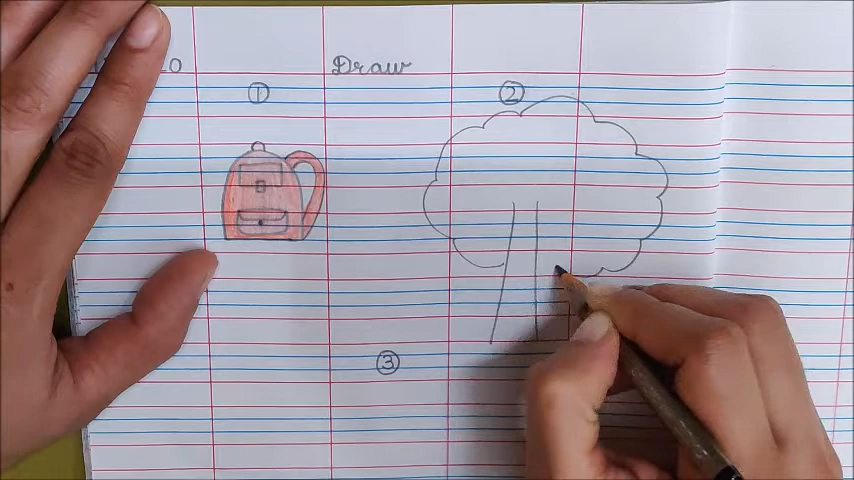 Draw
① ②
③